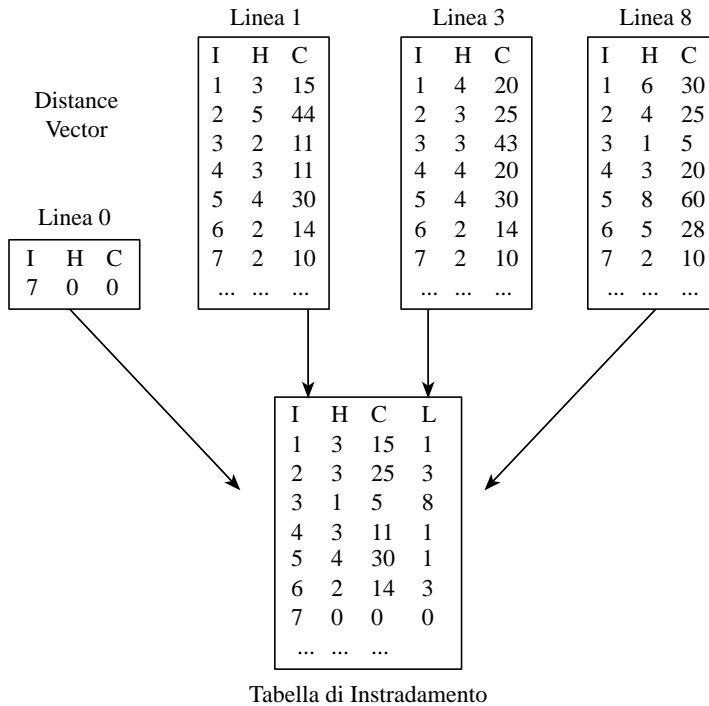 Linea 1
I H C
1 3 15
2 5 44
3 2 11
4 3 11
5 4 30
6 2 14
7 2 10
... ... ...
Linea 3
I H C
1 4 20
2 3 25
3 3 43
4 4 20
5 4 30
6 2 14
7 2 10
... ... ...
Linea 8
I H C
1 6 30
2 4 25
3 1 5
4 3 20
5 8 60
6 5 28
7 2 10
... ... ...
Distance
Vector
Linea 0
I H C
7 0 0
I H C L
1 3 15 1
2 3 25 3
3 1 5 8
4 3 11 1
5 4 30 1
6 2 14 3
7 0 0 0
... ... ...
Tabella di Instradamento